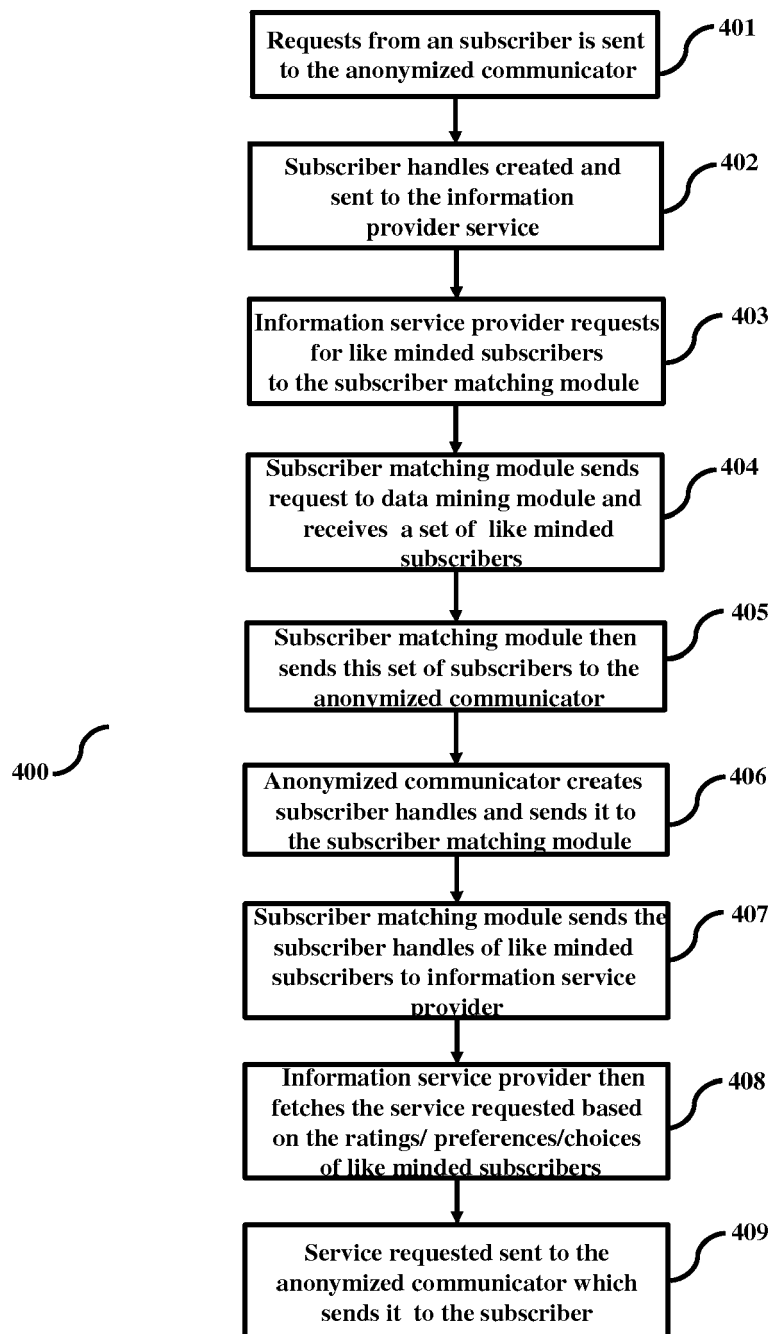 Requests from an subscriber is sent
to the anonymized communicator
401
Subscriber handles created and
sent to the information
provider service
402
Information service provider requests
for like minded subscribers
to the subscriber matching module
403
Subscriber matching module sends
request to data mining module and
receives a set of like minded
subscribers
404
Subscriber matching module then
sends this set of subscribers to the
anonymized communicator
405
400
Anonymized communicator creates
subscriber handles and sends it to
the subscriber matching module
406
Subscriber matching module sends the
subscriber handles of like minded
subscribers to information service
provider
407
Information service provider then
fetches the service requested based
on the ratings/ preferences/choices
of like minded subscribers
408
Service requested sent to the
anonymized communicator which
sends it to the subscriber
409